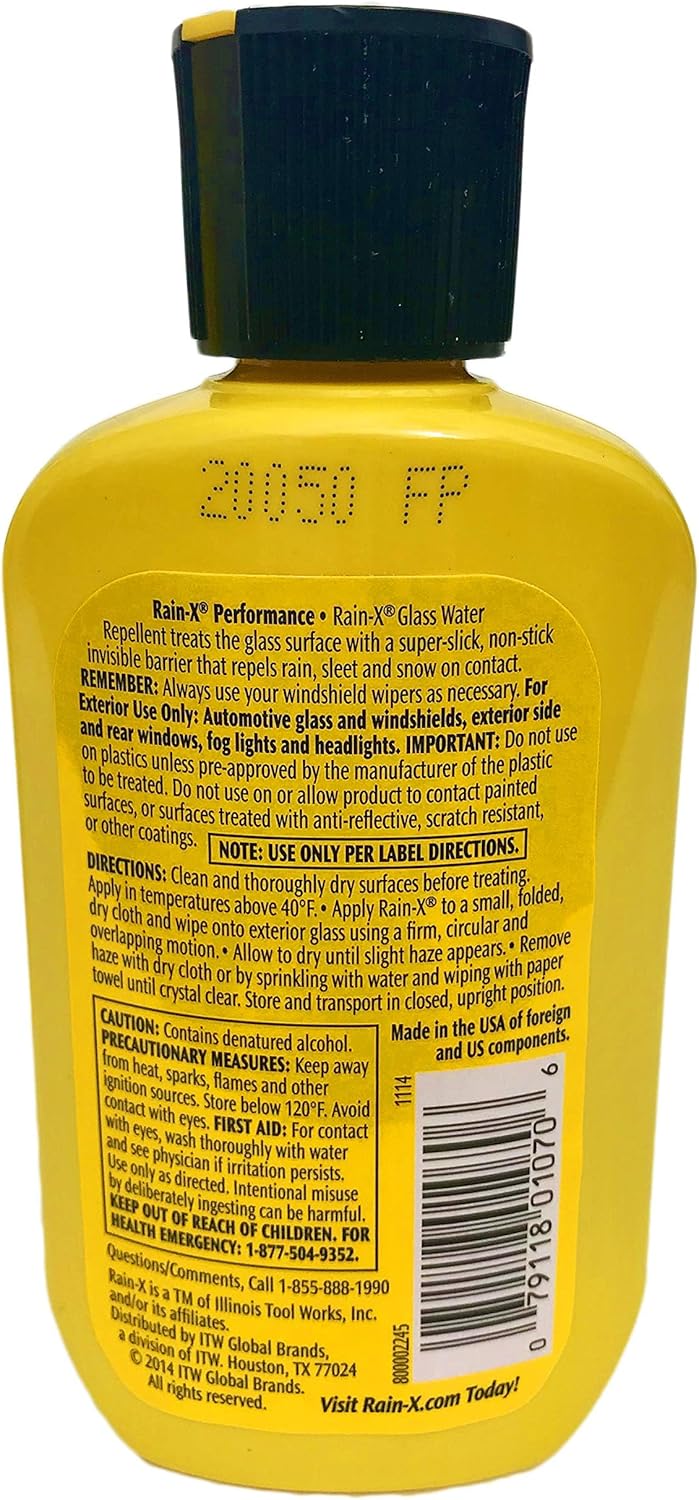 20050 FP
Rain-X® Performance • Rain-X® Glass Water
Repellent treats the glass surface with a super-slick, non-stick
invisible barrier that repels rain, sleet and snow on contact.
REMEMBER: Always use your windshield wipers as necessary. For
Exterior Use Only: Automotive glass and windshields, exterior side
and rear windows, fog lights and headlights. IMPORTANT: Do not use
on plastics unless pre-approved by the manufacturer of the plastic
to be treated. Do not use on or allow product to contact painted
surfaces, or surfaces treated with anti-reflective, scratch resistant,
or other coatings.
NOTE: USE ONLY PER LABEL DIRECTIONS.
DIRECTIONS: Clean and thoroughly dry surfaces before treating.
Apply in temperatures above 40°F. • Apply Rain-X® to a small, folded,
dry cloth and wipe onto exterior glass using a firm, circular and
overlapping motion. • Allow to dry until slight haze appears. • Remove
haze with dry cloth or by sprinkling with water and wiping with paper
towel until crystal clear. Store and transport in closed, upright position.
CAUTION: Contains denatured alcohol.
PRECAUTIONARY MEASURES: Keep away
from heat, sparks, flames and other
ignition sources. Store below 120°F. Avoid
contact with eyes. FIRST AID: For contact
with eyes, wash thoroughly with water
and see physician if irritation persists.
Use only as directed. Intentional misuse
by deliberately ingesting can be harmful.
KEEP OUT OF REACH OF CHILDREN. FOR
HEALTH EMERGENCY: 1-877-504-9352.
Made in the USA of foreign
and US components.
1114
0 79118 01070 6
800002245
Questions/Comments, Call 1-855-888-1990
Rain-X is a TM of Illinois Tool Works, Inc.
and/or its affiliates.
Distributed by ITW Global Brands,
a division of ITW. Houston, TX 77024
© 2014 ITW Global Brands.
All rights reserved.
Visit Rain-X.com Today!